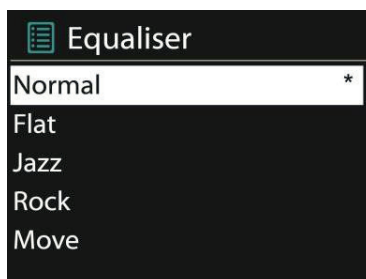 Equaliser
Normal *
Flat
Jazz
Rock
Move